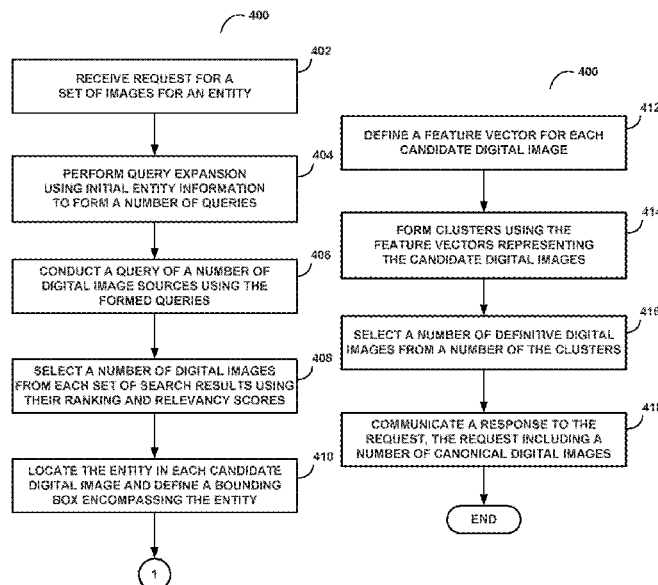 400
402
RECEIVE REQUEST FOR A
SET OF IMAGES FOR AN ENTITY
404
PERFORM QUERY EXPANSION
USING INITIAL ENTITY INFORMATION
TO FORM A NUMBER OF QUERIES
406
CONDUCT A QUERY OF A NUMBER OF
DIGITAL IMAGE SOURCES USING THE
FORMED QUERIES
408
SELECT A NUMBER OF DIGITAL IMAGES
FROM EACH SET OF SEARCH RESULTS USING
THEIR RANKING AND RELEVANCY SCORES
410
LOCATE THE ENTITY IN EACH CANDIDATE
DIGITAL IMAGE AND DEFINE A BOUNDING
BOX ENCOMPASSING THE ENTITY
1
400
412
DEFINE A FEATURE VECTOR FOR EACH
CANDIDATE DIGITAL IMAGE
414
FORM CLUSTERS USING THE
FEATURE VECTORS REPRESENTING
THE CANDIDATE DIGITAL IMAGES
416
SELECT A NUMBER OF DEFINITIVE DIGITAL
IMAGES FROM A NUMBER OF THE CLUSTERS
418
COMMUNICATE A RESPONSE TO THE
REQUEST, THE REQUEST INCLUDING A
NUMBER OF CANONICAL DIGITAL IMAGES
END